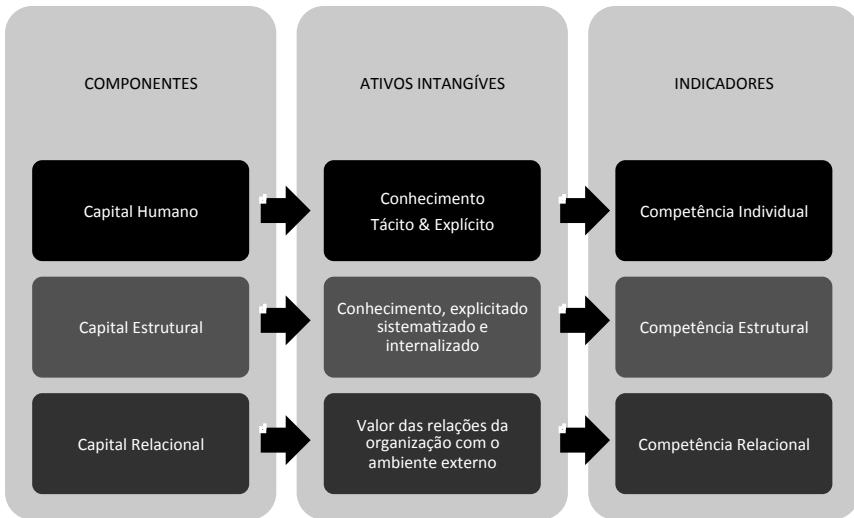 COMPONENTES
ATIVOS INTANGÍVES
INDICADORES
Capital Humano
Conhecimento
Tácito & Explícito
Competência Individual
Capital Estrutural
Conhecimento, explicitado
sistematizado e
internalizado
Competência Estrutural
Capital Relacional
Valor das relações da
organização com o
ambiente externo
Competência Relacional